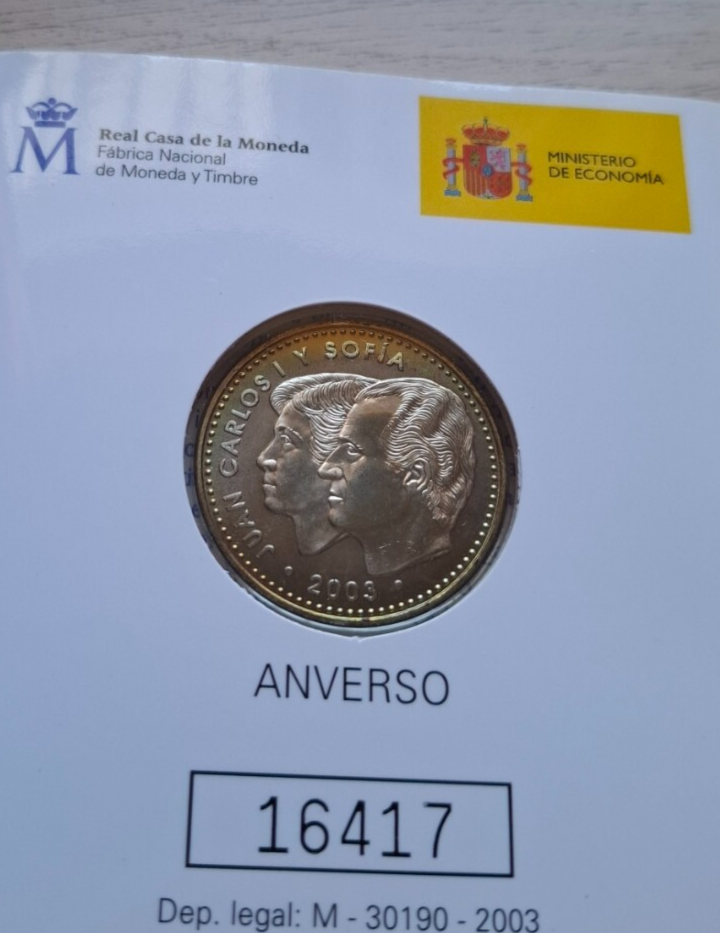 M
Real Casa de la Moneda
Fábrica Nacional
de Moneda y Timbre
MINISTERIO
DE ECONOMÍA
JUAN CARLOS I Y SOFÍA
2003
ANVERSO
16417
Dep. legal: M - 30190 - 2003